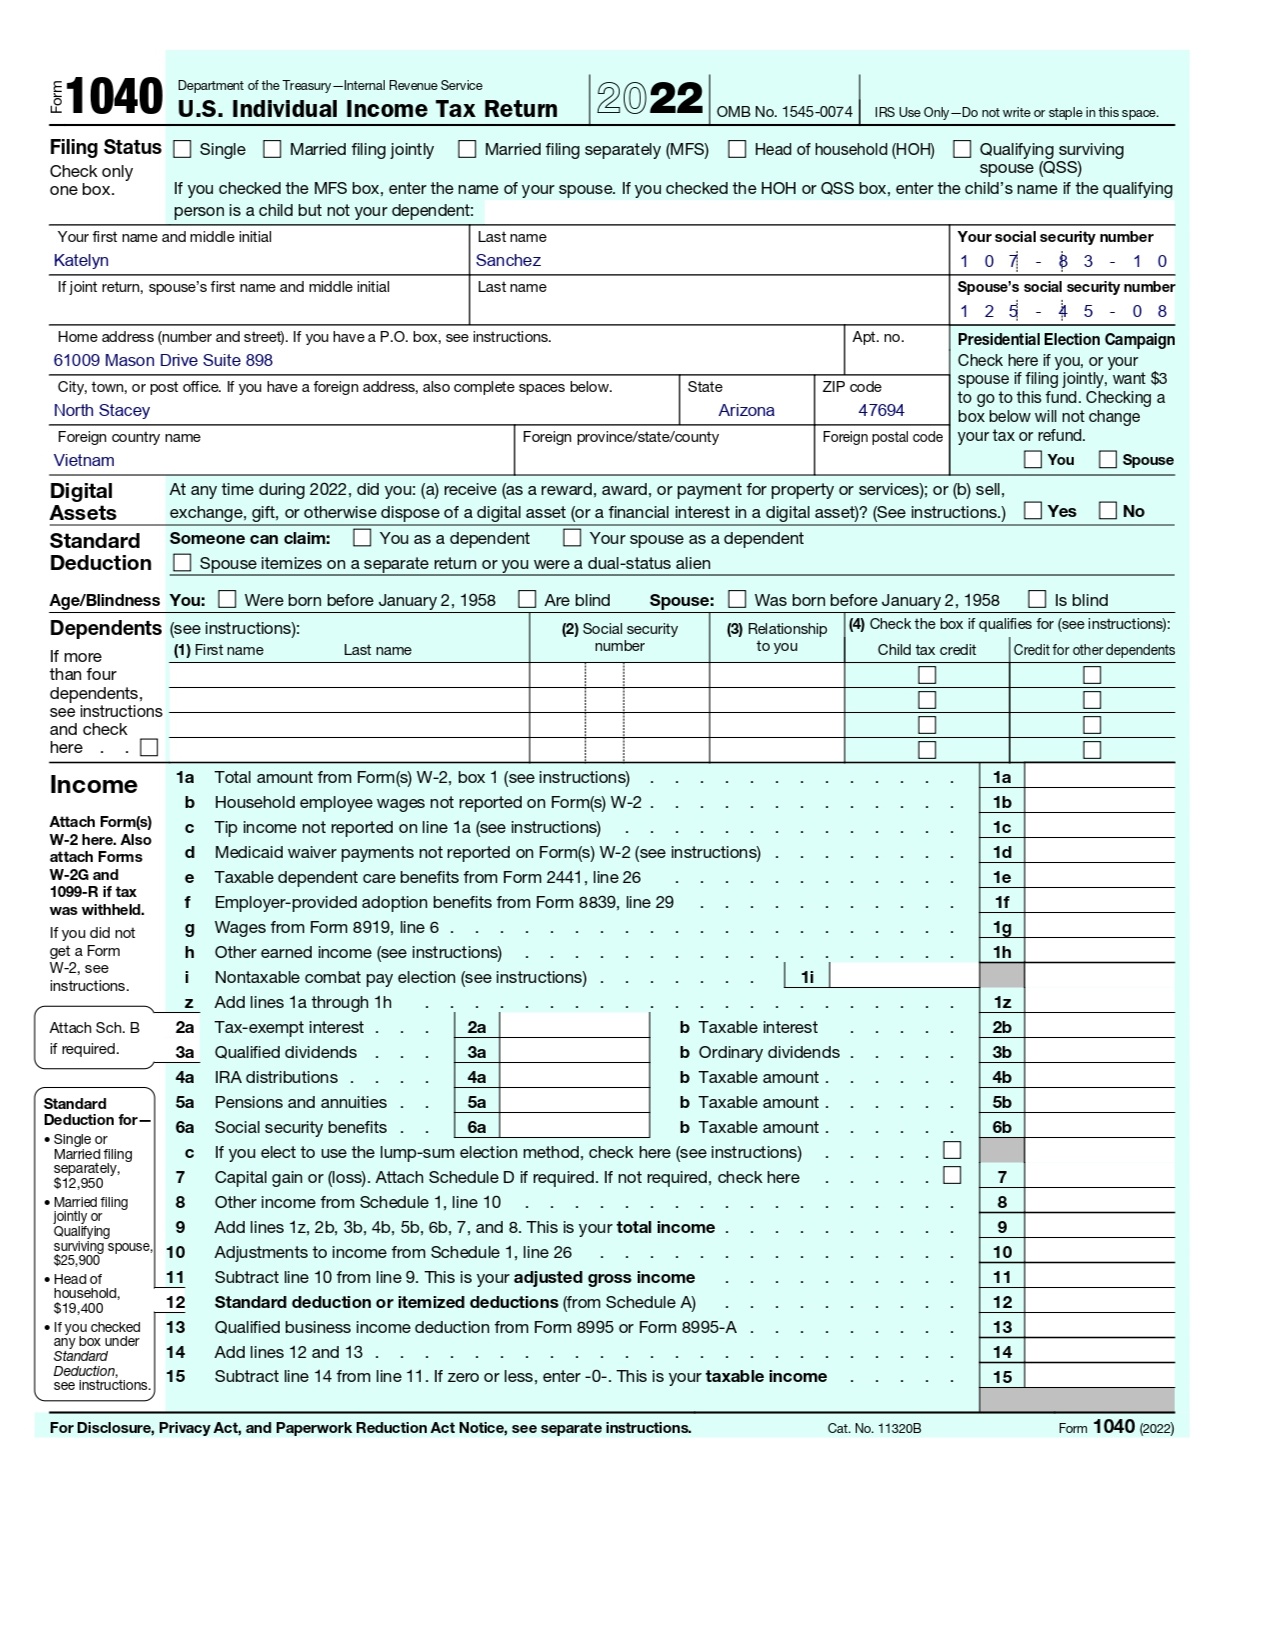 Form 1040 Department of the Treasury—Internal Revenue Service
U.S. Individual Income Tax Return 2022 OMB No. 1545-0074 IRS Use Only—Do not write or staple in this space.
Filing Status Single Married filing jointly Married filing separately (MFS) Head of household (HOH) Qualifying surviving spouse (QSS)
Check only
one box.
If you checked the MFS box, enter the name of your spouse. If you checked the HOH or QSS box, enter the child’s name if the qualifying
person is a child but not your dependent:
Your first name and middle initial Last name Your social security number
Katelyn Sanchez 1 0 7 - 8 3 - 1 0
If joint return, spouse’s first name and middle initial Last name Spouse’s social security number
1 2 5 - 4 5 - 0 8
Home address (number and street). If you have a P.O. box, see instructions. Apt. no.
61009 Mason Drive Suite 898
City, town, or post office. If you have a foreign address, also complete spaces below. State ZIP code
North Stacey Arizona 47694
Foreign country name Foreign province/state/county Foreign postal code
Vietnam
Presidential Election Campaign
Check here if you, or your
spouse if filing jointly, want $3
to go to this fund. Checking a
box below will not change
your tax or refund.
You Spouse
Digital
Assets
At any time during 2022, did you: (a) receive (as a reward, award, or payment for property or services); or (b) sell,
exchange, gift, or otherwise dispose of a digital asset (or a financial interest in a digital asset)? (See instructions.) Yes No
Standard
Deduction
Someone can claim: You as a dependent Your spouse as a dependent
Spouse itemizes on a separate return or you were a dual-status alien
Age/Blindness You: Were born before January 2, 1958 Are blind Spouse: Was born before January 2, 1958 Is blind
Dependents (see instructions): (2) Social security number (3) Relationship to you (4) Check the box if qualifies for (see instructions):
(1) First name Last name Child tax credit Credit for other dependents
If more
than four
dependents,
see instructions
and check
here . .
Income
Attach Form(s)
W-2 here. Also
attach Forms
W-2G and
1099-R if tax
was withheld.
If you did not
get a Form
W-2, see
instructions.
1a Total amount from Form(s) W-2, box 1 (see instructions) . . . . . . . . . . . . . 1a
b Household employee wages not reported on Form(s) W-2 . . . . . . . . . . . . . 1b
c Tip income not reported on line 1a (see instructions) . . . . . . . . . . . . . . 1c
d Medicaid waiver payments not reported on Form(s) W-2 (see instructions) . . . . . . . . 1d
e Taxable dependent care benefits from Form 2441, line 26 . . . . . . . . . . . . 1e
f Employer-provided adoption benefits from Form 8839, line 29 . . . . . . . . . . . 1f
g Wages from Form 8919, line 6 . . . . . . . . . . . . . . . . . . . . . 1g
h Other earned income (see instructions) . . . . . . . . . . . . . . . . . . 1h
i Nontaxable combat pay election (see instructions) . . . . . . . 1i
z Add lines 1a through 1h . . . . . . . . . . . . . . . . . . . . . . 1z
Attach Sch. B
if required.
2a Tax-exempt interest . . . 2a b Taxable interest . . . . . 2b
3a Qualified dividends . . . 3a b Ordinary dividends . . . . . 3b
4a IRA distributions . . . . 4a b Taxable amount . . . . . . 4b
5a Pensions and annuities . . 5a b Taxable amount . . . . . . 5b
6a Social security benefits . . 6a b Taxable amount . . . . . . 6b
c If you elect to use the lump-sum election method, check here (see instructions) . . . . .
7 Capital gain or (loss). Attach Schedule D if required. If not required, check here . . . . . 7
8 Other income from Schedule 1, line 10 . . . . . . . . . . . . . . . . . . 8
9 Add lines 1z, 2b, 3b, 4b, 5b, 6b, 7, and 8. This is your total income . . . . . . . . . . 9
10 Adjustments to income from Schedule 1, line 26 . . . . . . . . . . . . . . . 10
11 Subtract line 10 from line 9. This is your adjusted gross income . . . . . . . . . . 11
12 Standard deduction or itemized deductions (from Schedule A) . . . . . . . . . . 12
13 Qualified business income deduction from Form 8995 or Form 8995-A . . . . . . . . . 13
14 Add lines 12 and 13 . . . . . . . . . . . . . . . . . . . . . . . . 14
15 Subtract line 14 from line 11. If zero or less, enter -0-. This is your taxable income . . . . . 15
Standard
Deduction for—
• Single or
Married filing
separately,
$12,950
• Married filing
jointly or
Qualifying
surviving spouse,
$25,900
• Head of
household,
$19,400
• If you checked
any box under
Standard
Deduction,
see instructions.
For Disclosure, Privacy Act, and Paperwork Reduction Act Notice, see separate instructions. Cat. No. 11320B Form 1040 (2022)